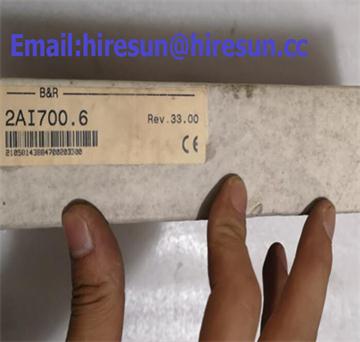 Email:hiresun@hiresun.cc
B&R
2AI700.6
Rev.33.00
CE